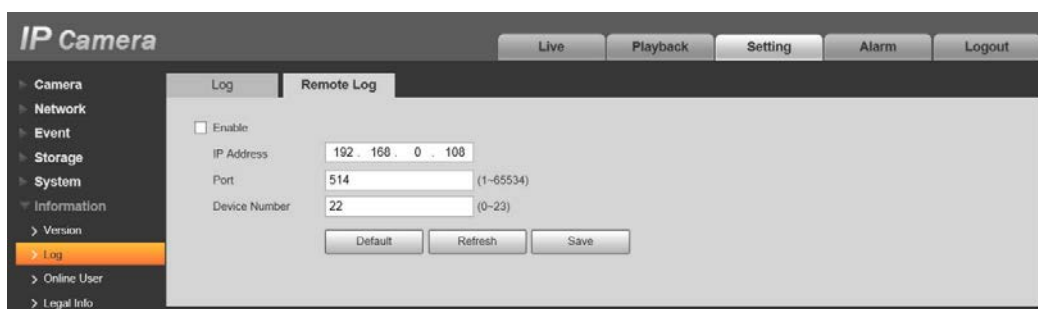 IP Camera
Live Playback Setting Alarm Logout
Camera
Network
Event
Storage
System
Information
Version
Log
Online User
Legal Info
Log Remote Log
Enable
IP Address 192 . 168 . 0 . 108
Port 514 (1~65534)
Device Number 22 (0~23)
Default Refresh Save